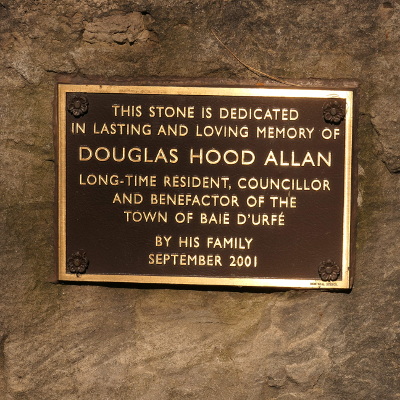 THIS STONE IS DEDICATED
IN LASTING AND LOVING MEMORY OF
DOUGLAS HOOD ALLAN
LONG-TIME RESIDENT, COUNCILLOR
AND BENEFACTOR OF THE
TOWN OF BAIE D'URFÉ
BY HIS FAMILY
SEPTEMBER 2001